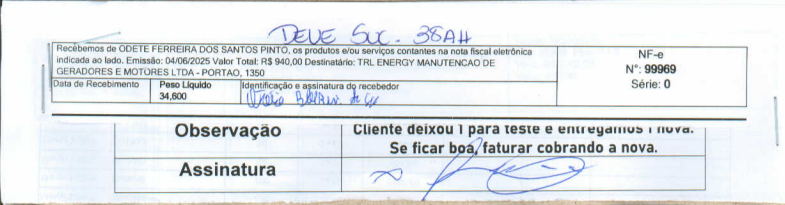 DEVE SUC. 38AH
Recebemos de ODETE FERREIRA DOS SANTOS PINTO, os produtos e/ou serviços contantes na nota fiscal eletrônica
indicada ao lado. Emissão: 04/06/2025 Valor Total: R$ 940,00 Destinatário: TRL ENERGY MANUTENCAO DE
GERADORES E MOTORES LTDA - PORTAO, 1350
NF-e
Nº: 99969
Série: 0
Data de Recebimento
Peso Liquido
34,600
Identificação e assinatura do recebedor
Observação
Cliente deixou 1 para teste e entregamos 1 nova.
Se ficar boa, faturar cobrando a nova.
Assinatura